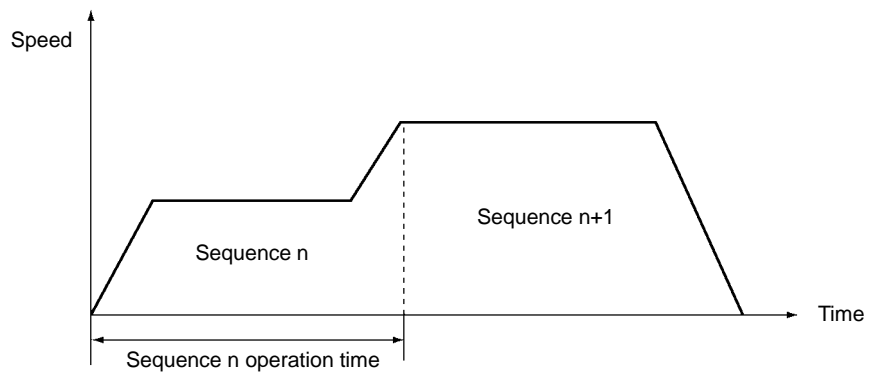 Speed
Sequence n+1
Sequence n
Time
Sequence n operation time